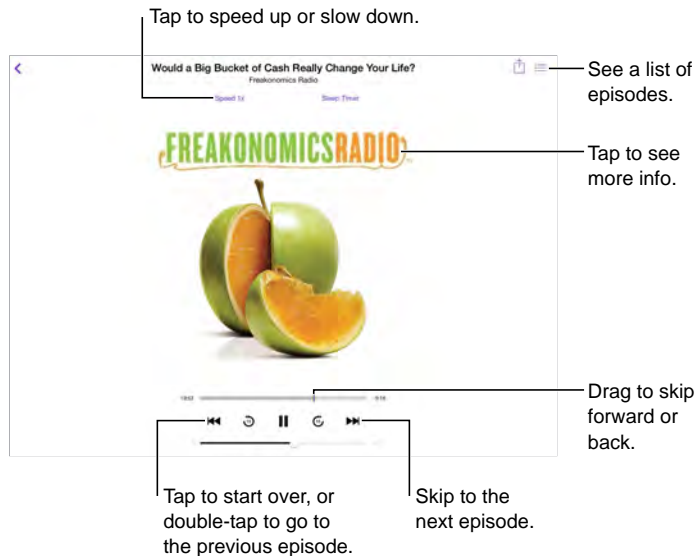 Tap to speed up or slow down.
Would a Big Bucket of Cash Really Change Your Life?
Freakonomics Radio
Speed 1x
Sleep Timer
See a list of
episodes.
FREAKONOMICSRADIO
Tap to see
more info.
Drag to skip
forward or
back.
Tap to start over, or
double-tap to go to
the previous episode.
Skip to the
next episode.